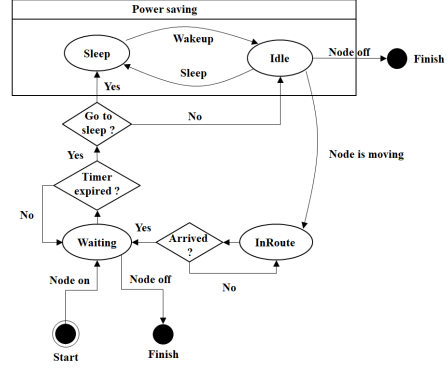 Power saving
Wakeup
Sleep
Idle
Node off
Finish
Sleep
Yes
Go to
sleep ?
No
Yes
Node is moving
Timer
expired ?
No
Yes
Arrived
?
Waiting
InRoute
No
Node on
Node off
Start
Finish